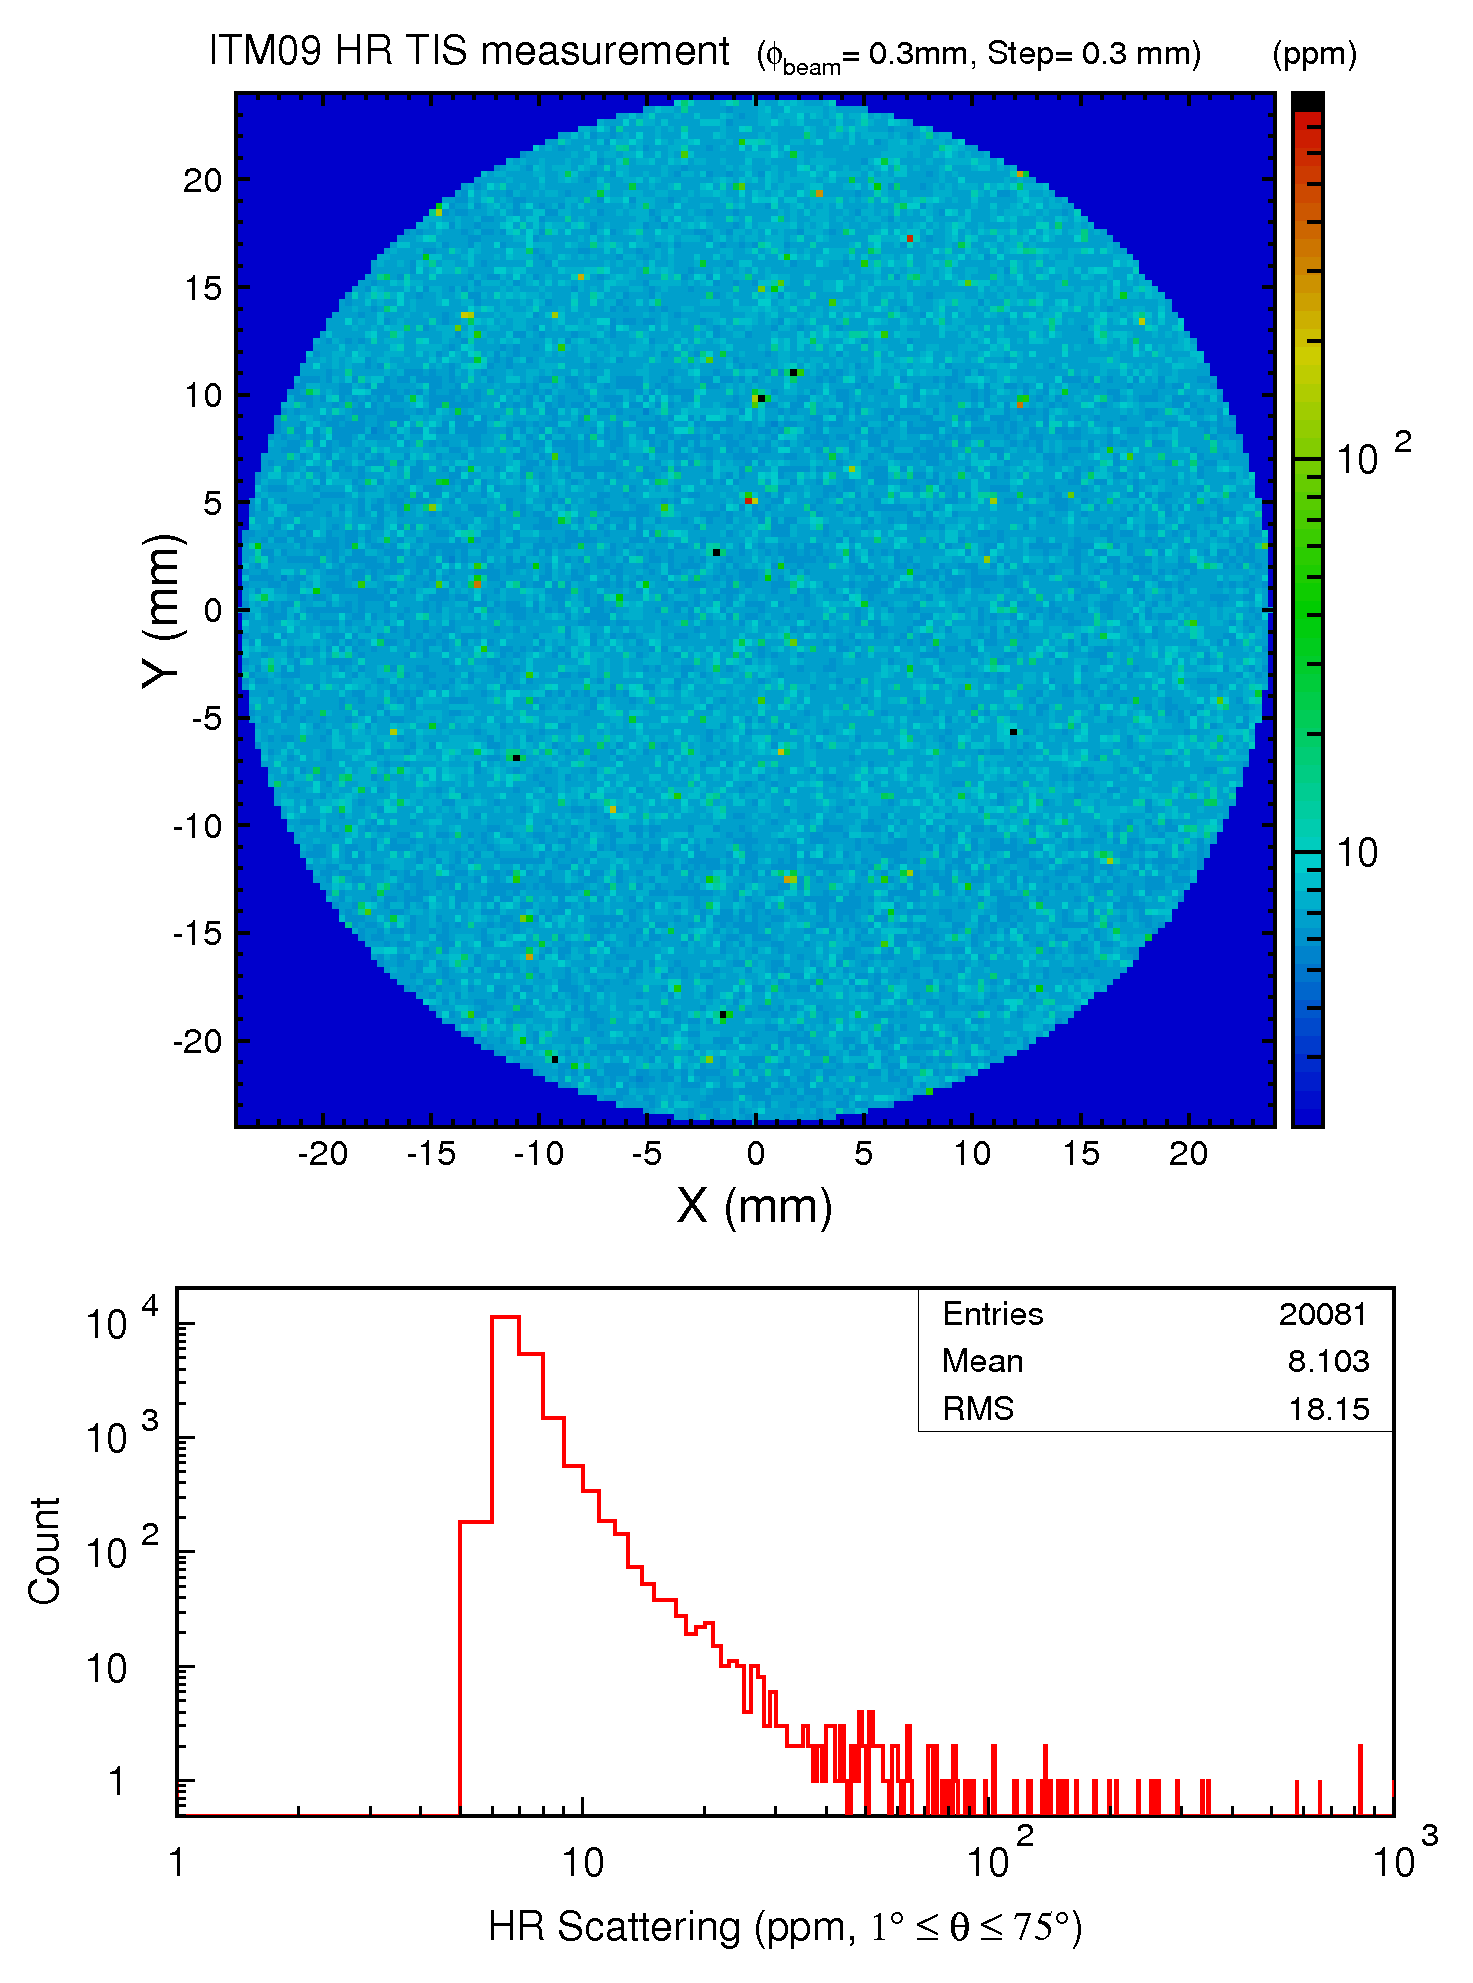 ITM09 HR TIS measurement (ϕbeam= 0.3mm, Step= 0.3 mm) (ppm)
20
15
10
5
0
-5
-10
-15
-20
Y (mm)
-20 -15 -10 -5 0 5 10 15 20
X (mm)
10 2
10
Entries 20081
Mean 8.103
RMS 18.15
10 4
10 3
10 2
10
1
Count
1 10 10 2 10 3
HR Scattering (ppm, 1° ≤ θ ≤ 75°)